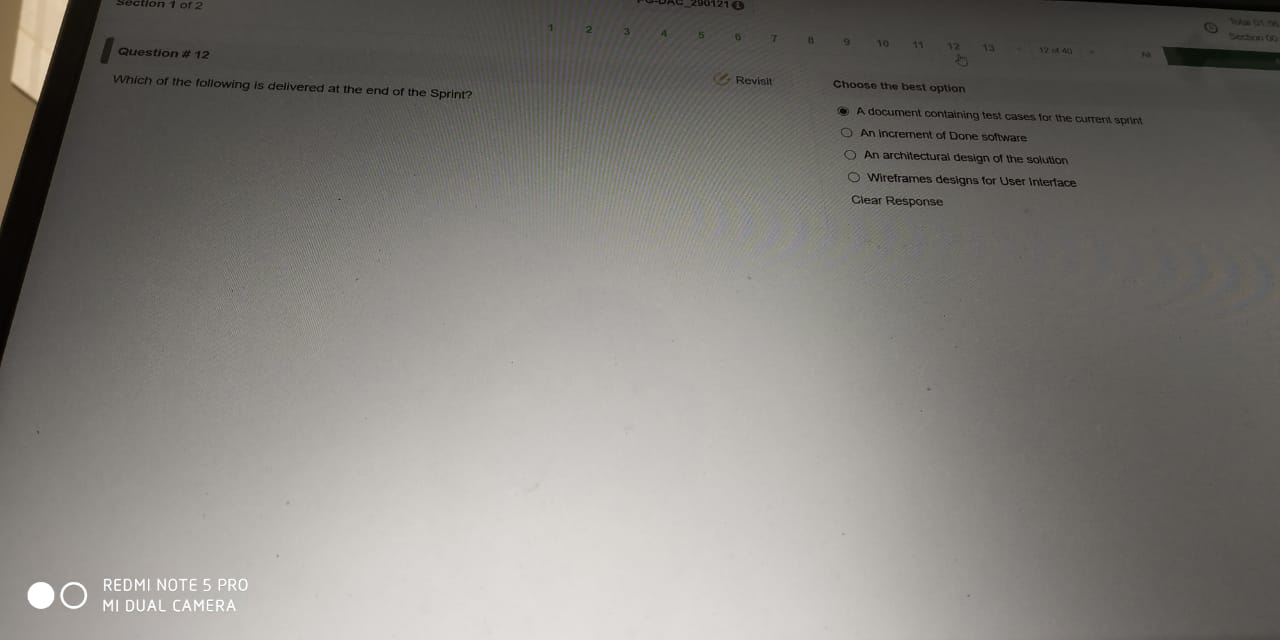 Section 1 of 2
PG-DAC_290121
1 2 3 4 5 6 7 8 9 10 11 12 13 12 of 40 All
Total 01:
Section 00
Question # 12
Revisit
Which of the following is delivered at the end of the Sprint?
Choose the best option
A document containing test cases for the current sprint
An increment of Done software
An architectural design of the solution
Wireframes designs for User Interface
Clear Response
REDMI NOTE 5 PRO
MI DUAL CAMERA